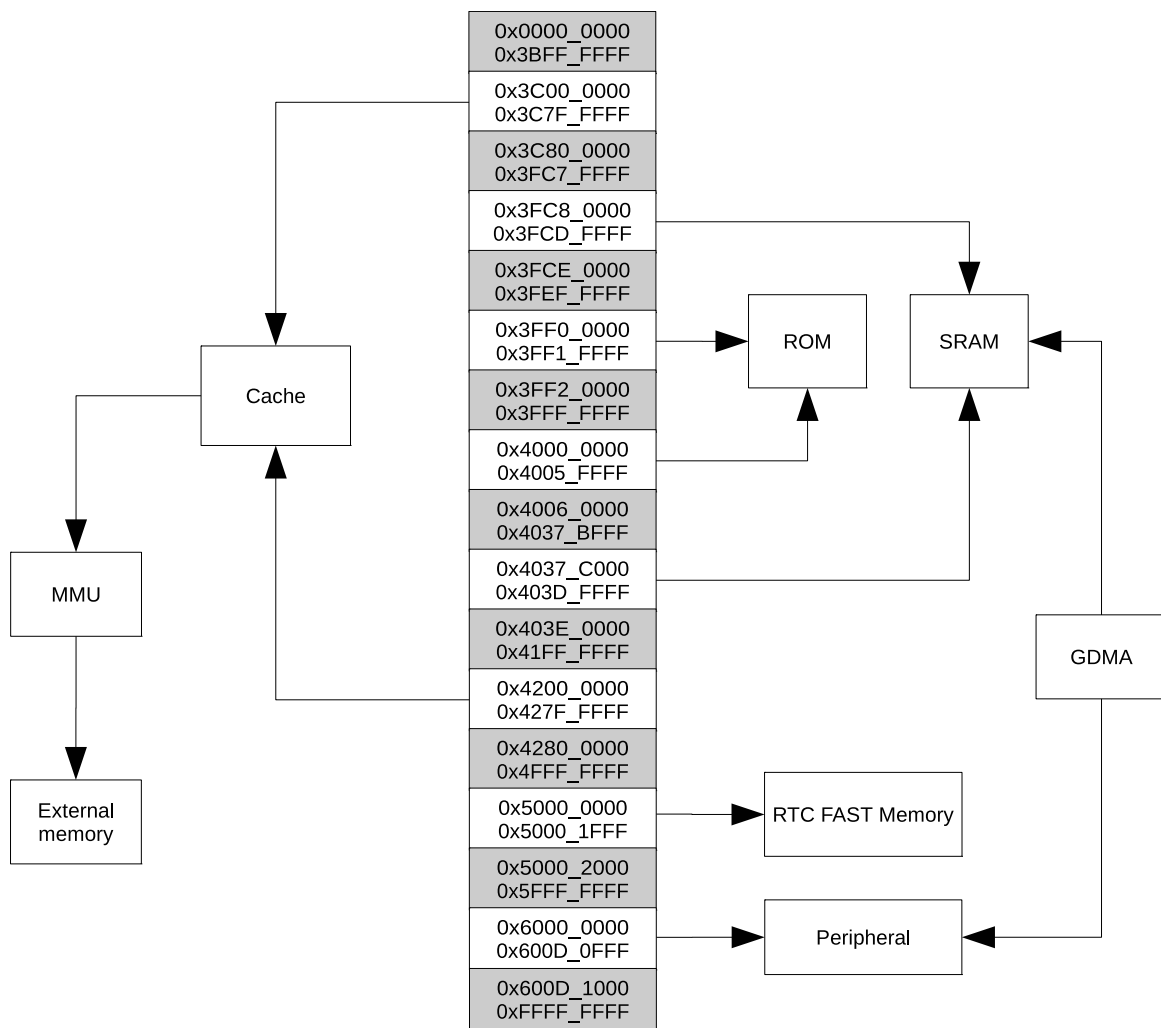 0x0000_0000
0x3BFF_FFFF
0x3C00_0000
0x3C7F_FFFF
0x3C80_0000
0x3FC7_FFFF
0x3FC8_0000
0x3FCD_FFFF
0x3FCE_0000
0x3FEF_FFFF
0x3FF0_0000
0x3FF1_FFFF
ROM
SRAM
Cache
0x3FF2_0000
0x3FFF_FFFF
0x4000_0000
0x4005_FFFF
0x4006_0000
0x4037_BFFF
0x4037_C000
0x403D_FFFF
MMU
0x403E_0000
0x41FF_FFFF
GDMA
0x4200_0000
0x427F_FFFF
0x4280_0000
0x4FFF_FFFF
External
memory
0x5000_0000
0x5000_1FFF
RTC FAST Memory
0x5000_2000
0x5FFF_FFFF
0x6000_0000
0x600D_0FFF
Peripheral
0x600D_1000
0xFFFF_FFFF